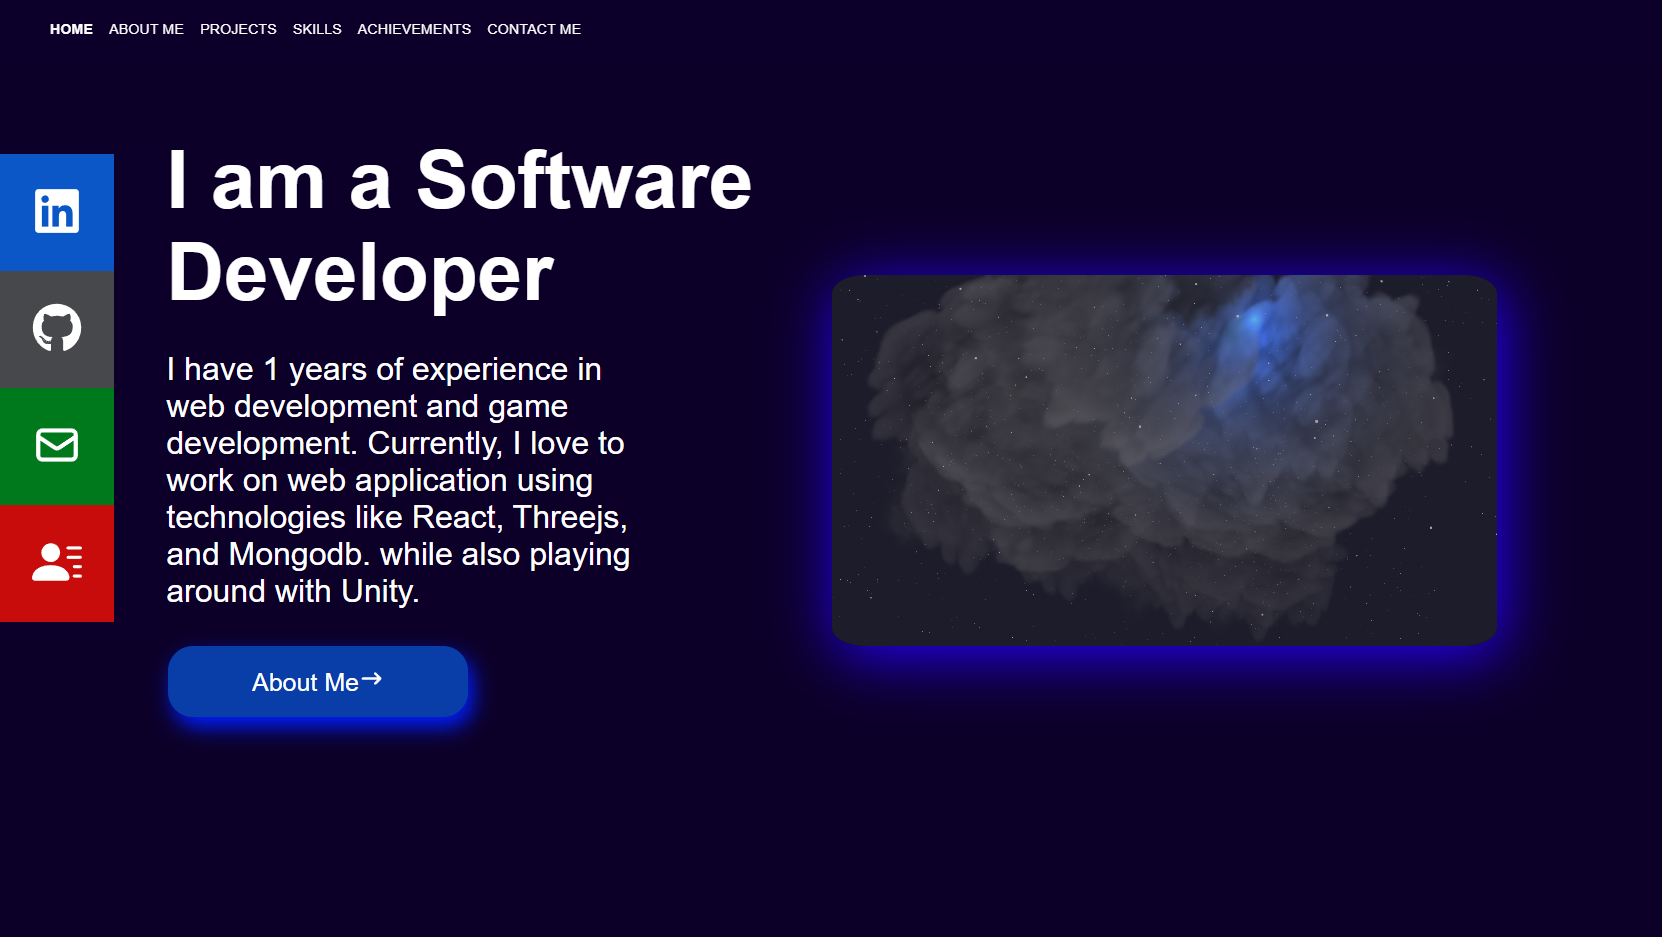 HOME ABOUT ME PROJECTS SKILLS ACHIEVEMENTS CONTACT ME
I am a Software
Developer
in
I have 1 years of experience in
web development and game
development. Currently, I love to
work on web application using
technologies like React, Threejs,
and Mongodb. while also playing
around with Unity.
About Me→